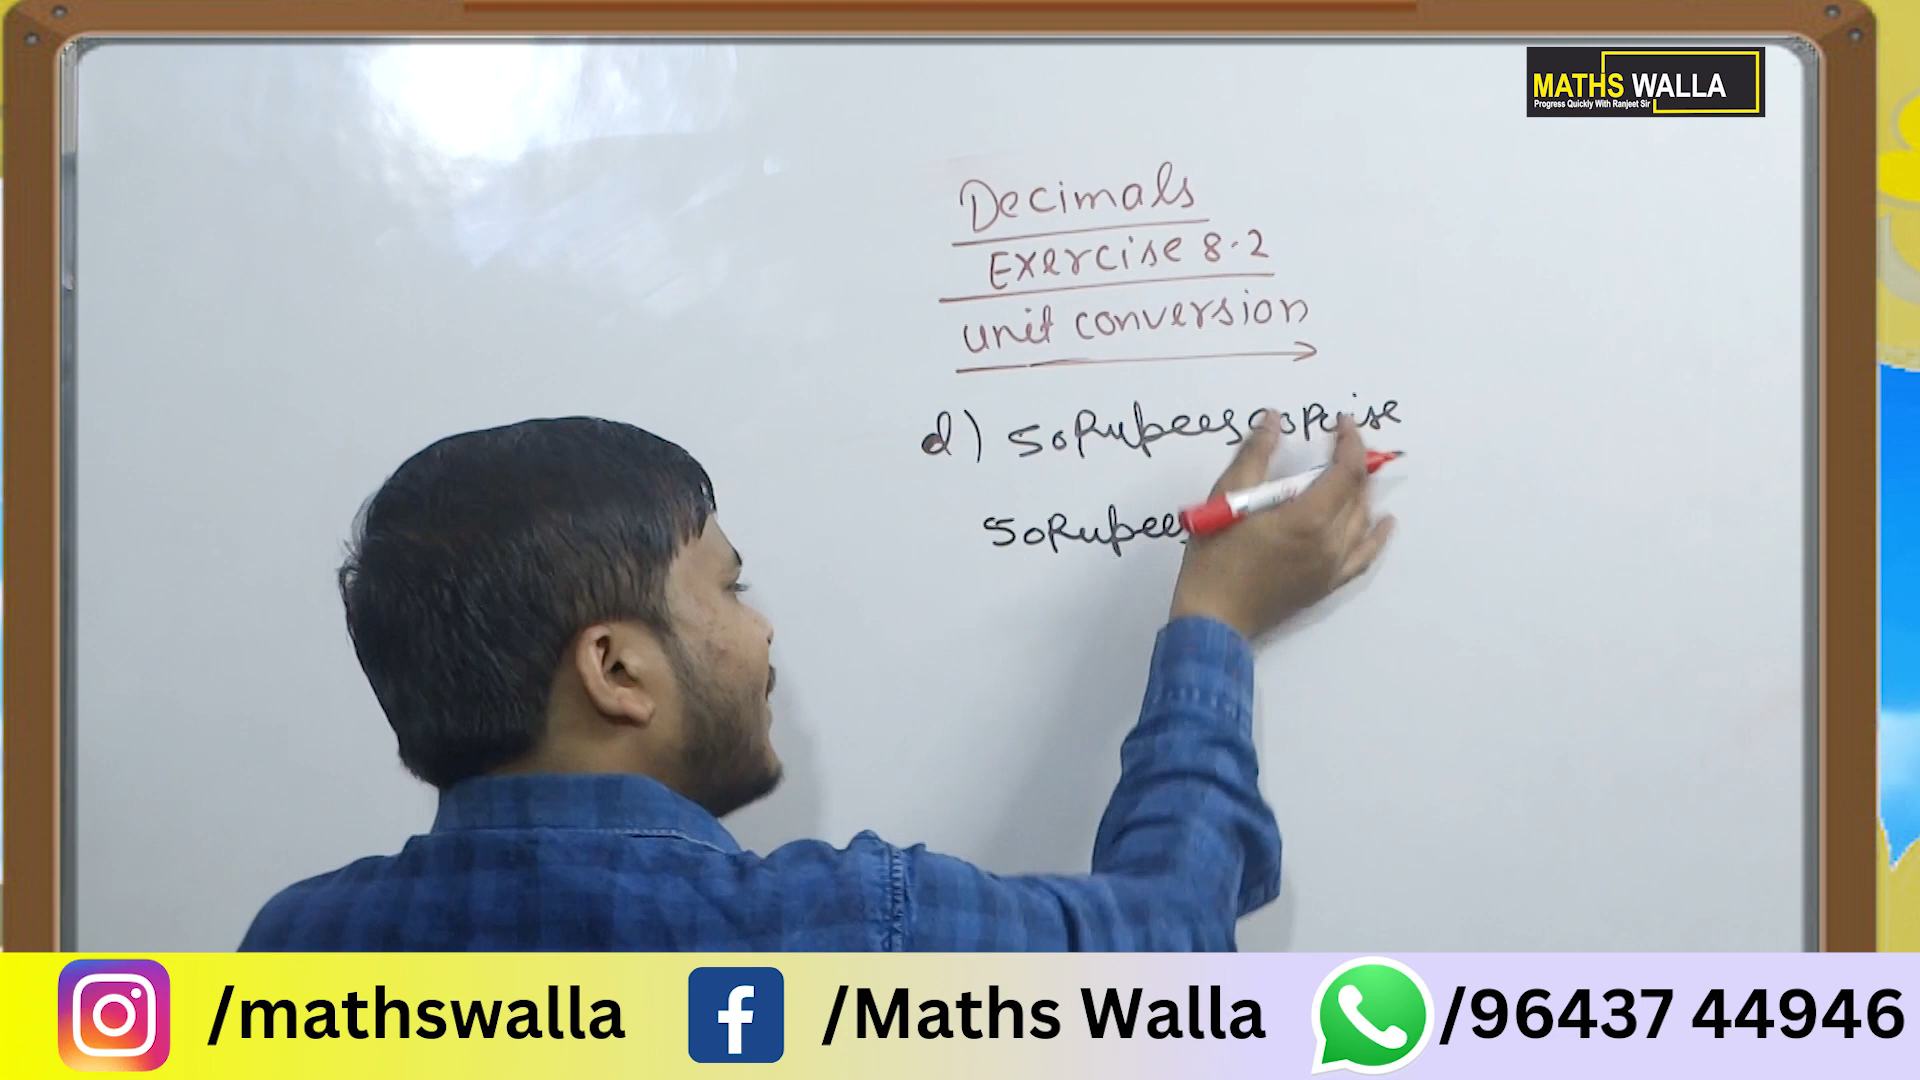 MATHS WALLA
Progress Quickly With Ranjeet Sir
Decimals
Exercise 8.2
unit conversion
d) 50 Rupees 90 Paise
50 Rupees
/mathswalla
/Maths Walla
/96437 44946